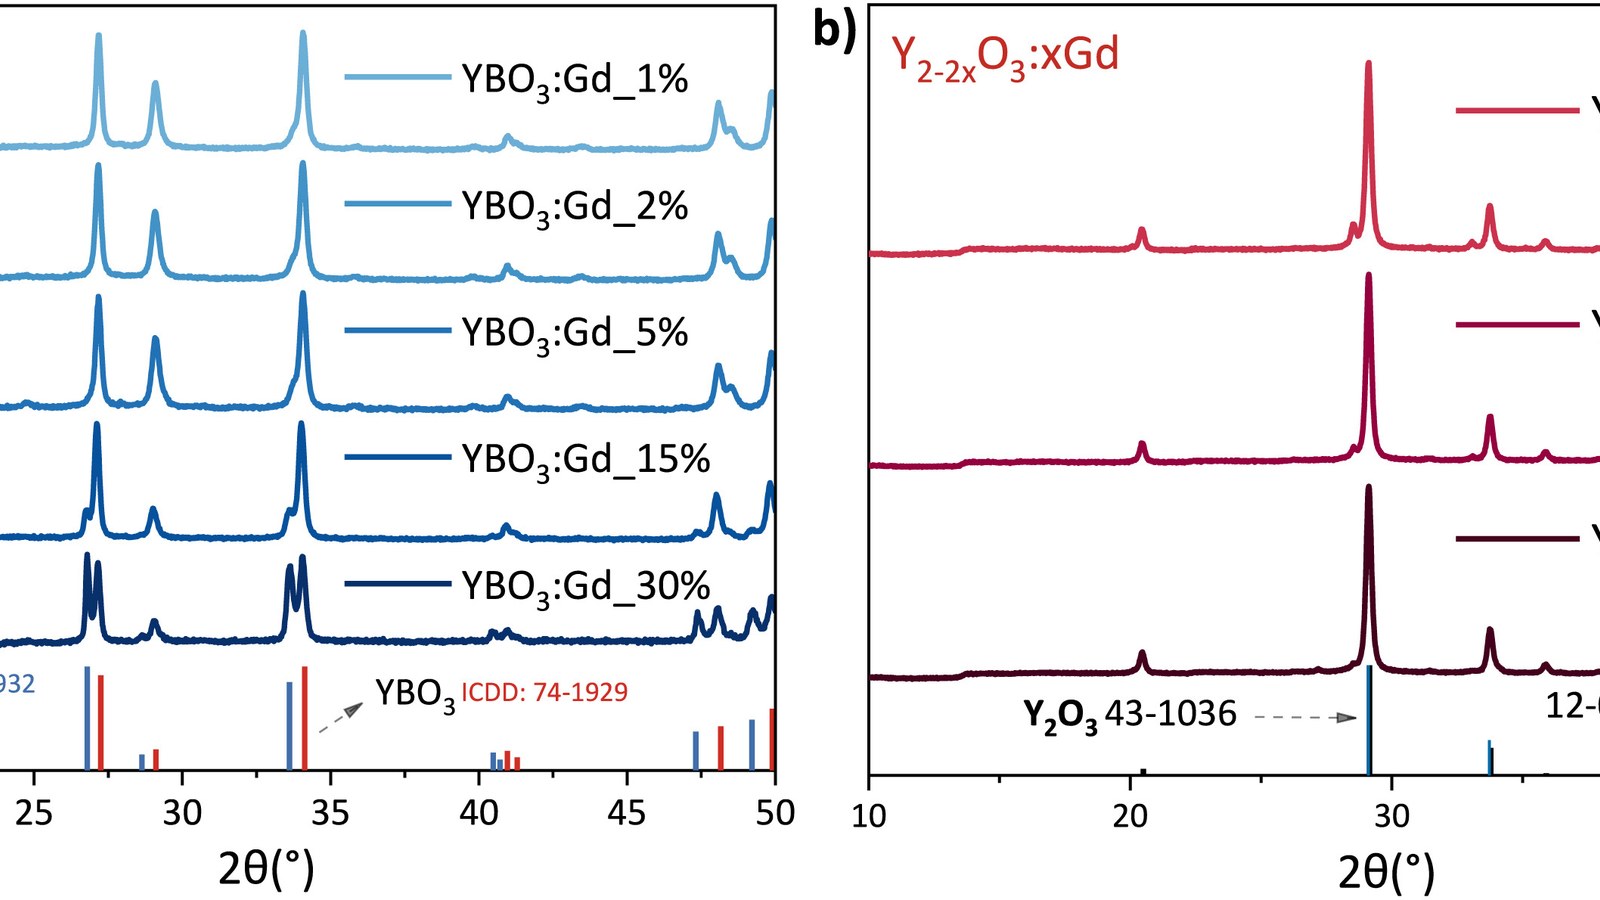 YBO₃:Gd_1%
YBO₃:Gd_2%
YBO₃:Gd_5%
YBO₃:Gd_15%
YBO₃:Gd_30%
932
YBO₃ ICDD: 74-1929
25 30 35 40 45 50
2θ(°)
b)
Y₂₋₂ₓO₃:xGd
Y₂O₃ 43-1036
12-
10 20 30
2θ(°)